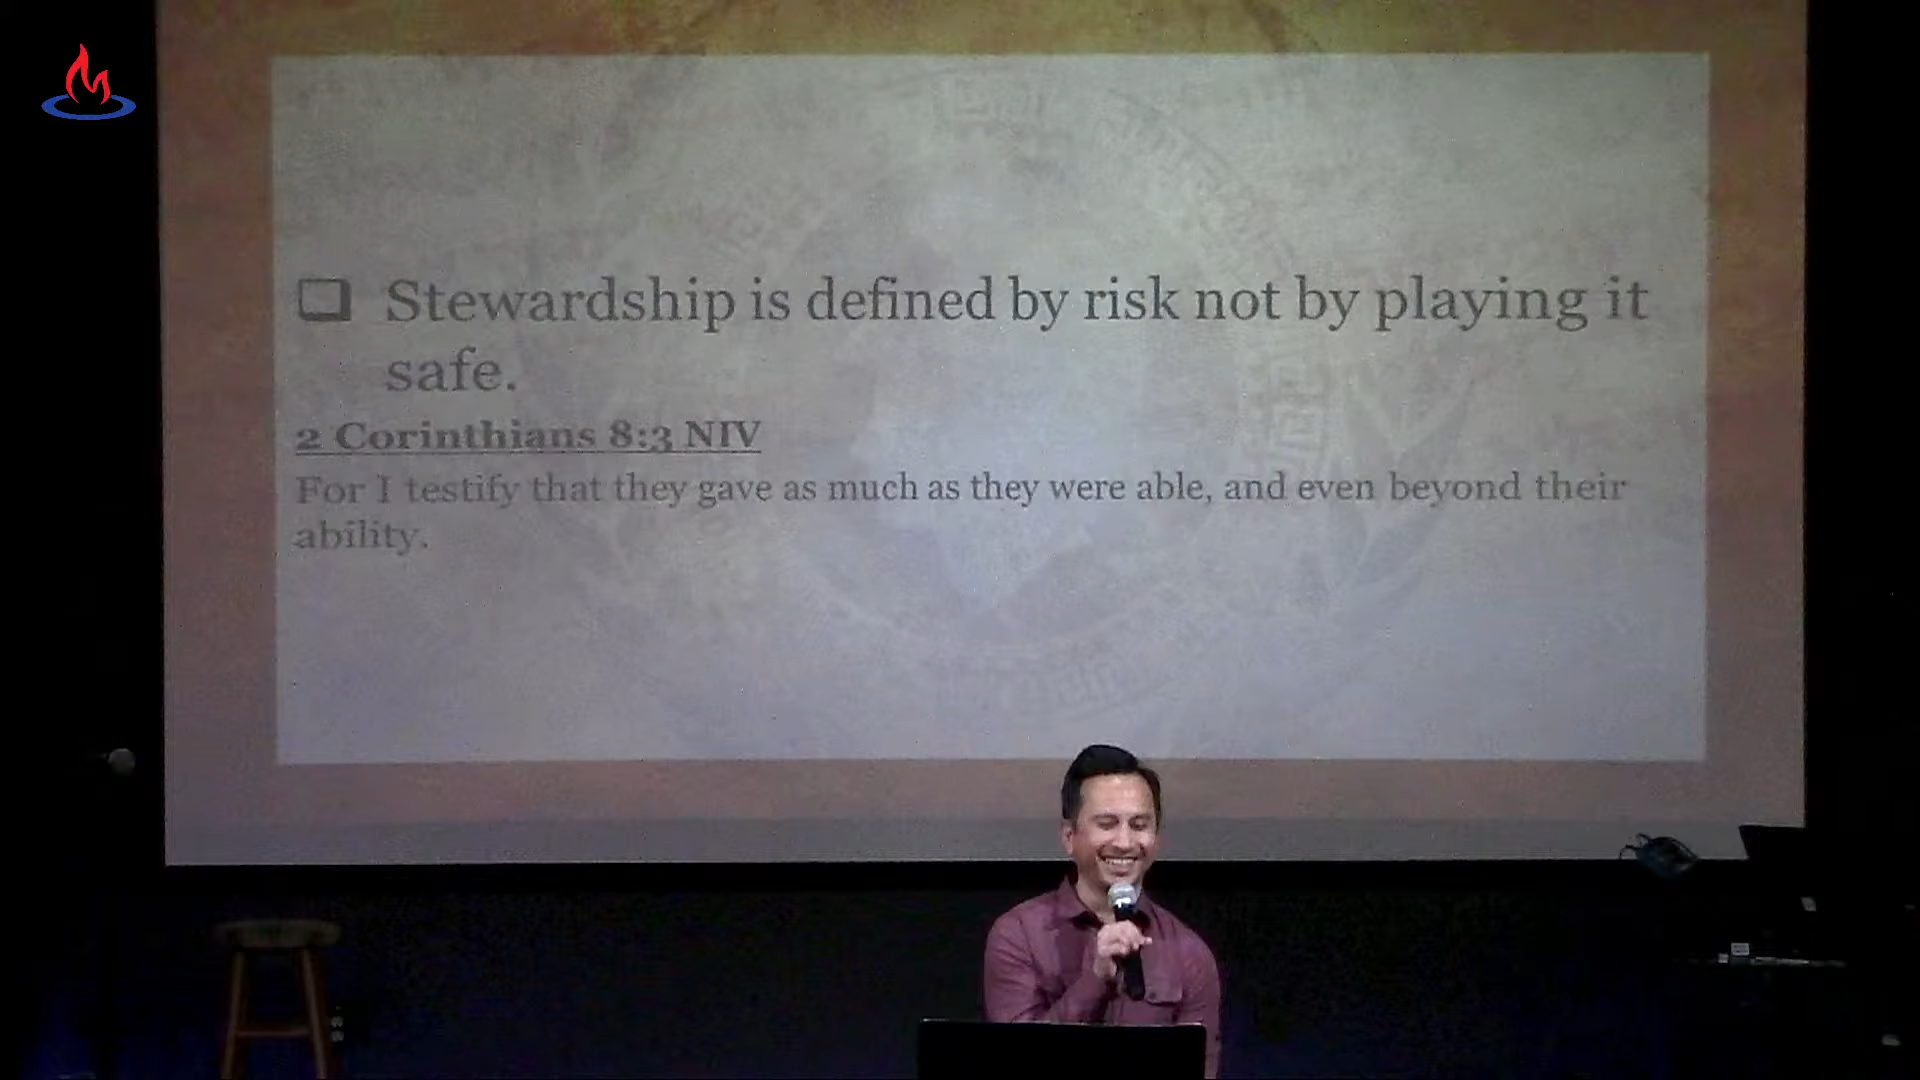 Stewardship is defined by risk not by playing it
safe.
2 Corinthians 8:3 NIV
For I testify that they gave as much as they were able, and even beyond their
ability.